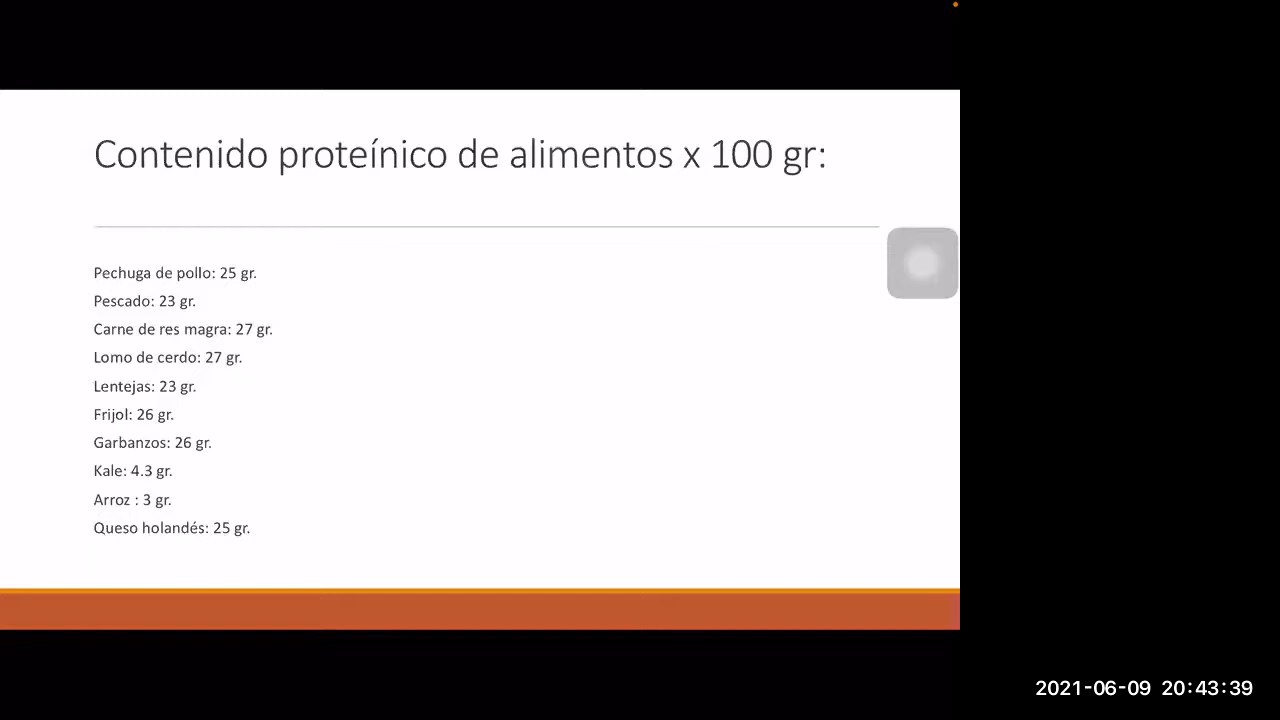 Contenido proteínico de alimentos x 100 gr:
Pechuga de pollo: 25 gr.
Pescado: 23 gr.
Carne de res magra: 27 gr.
Lomo de cerdo: 27 gr.
Lentejas: 23 gr.
Frijol: 26 gr.
Garbanzos: 26 gr.
Kale: 4.3 gr.
Arroz : 3 gr.
Queso holandés: 25 gr.
2021-06-09 20:43:39